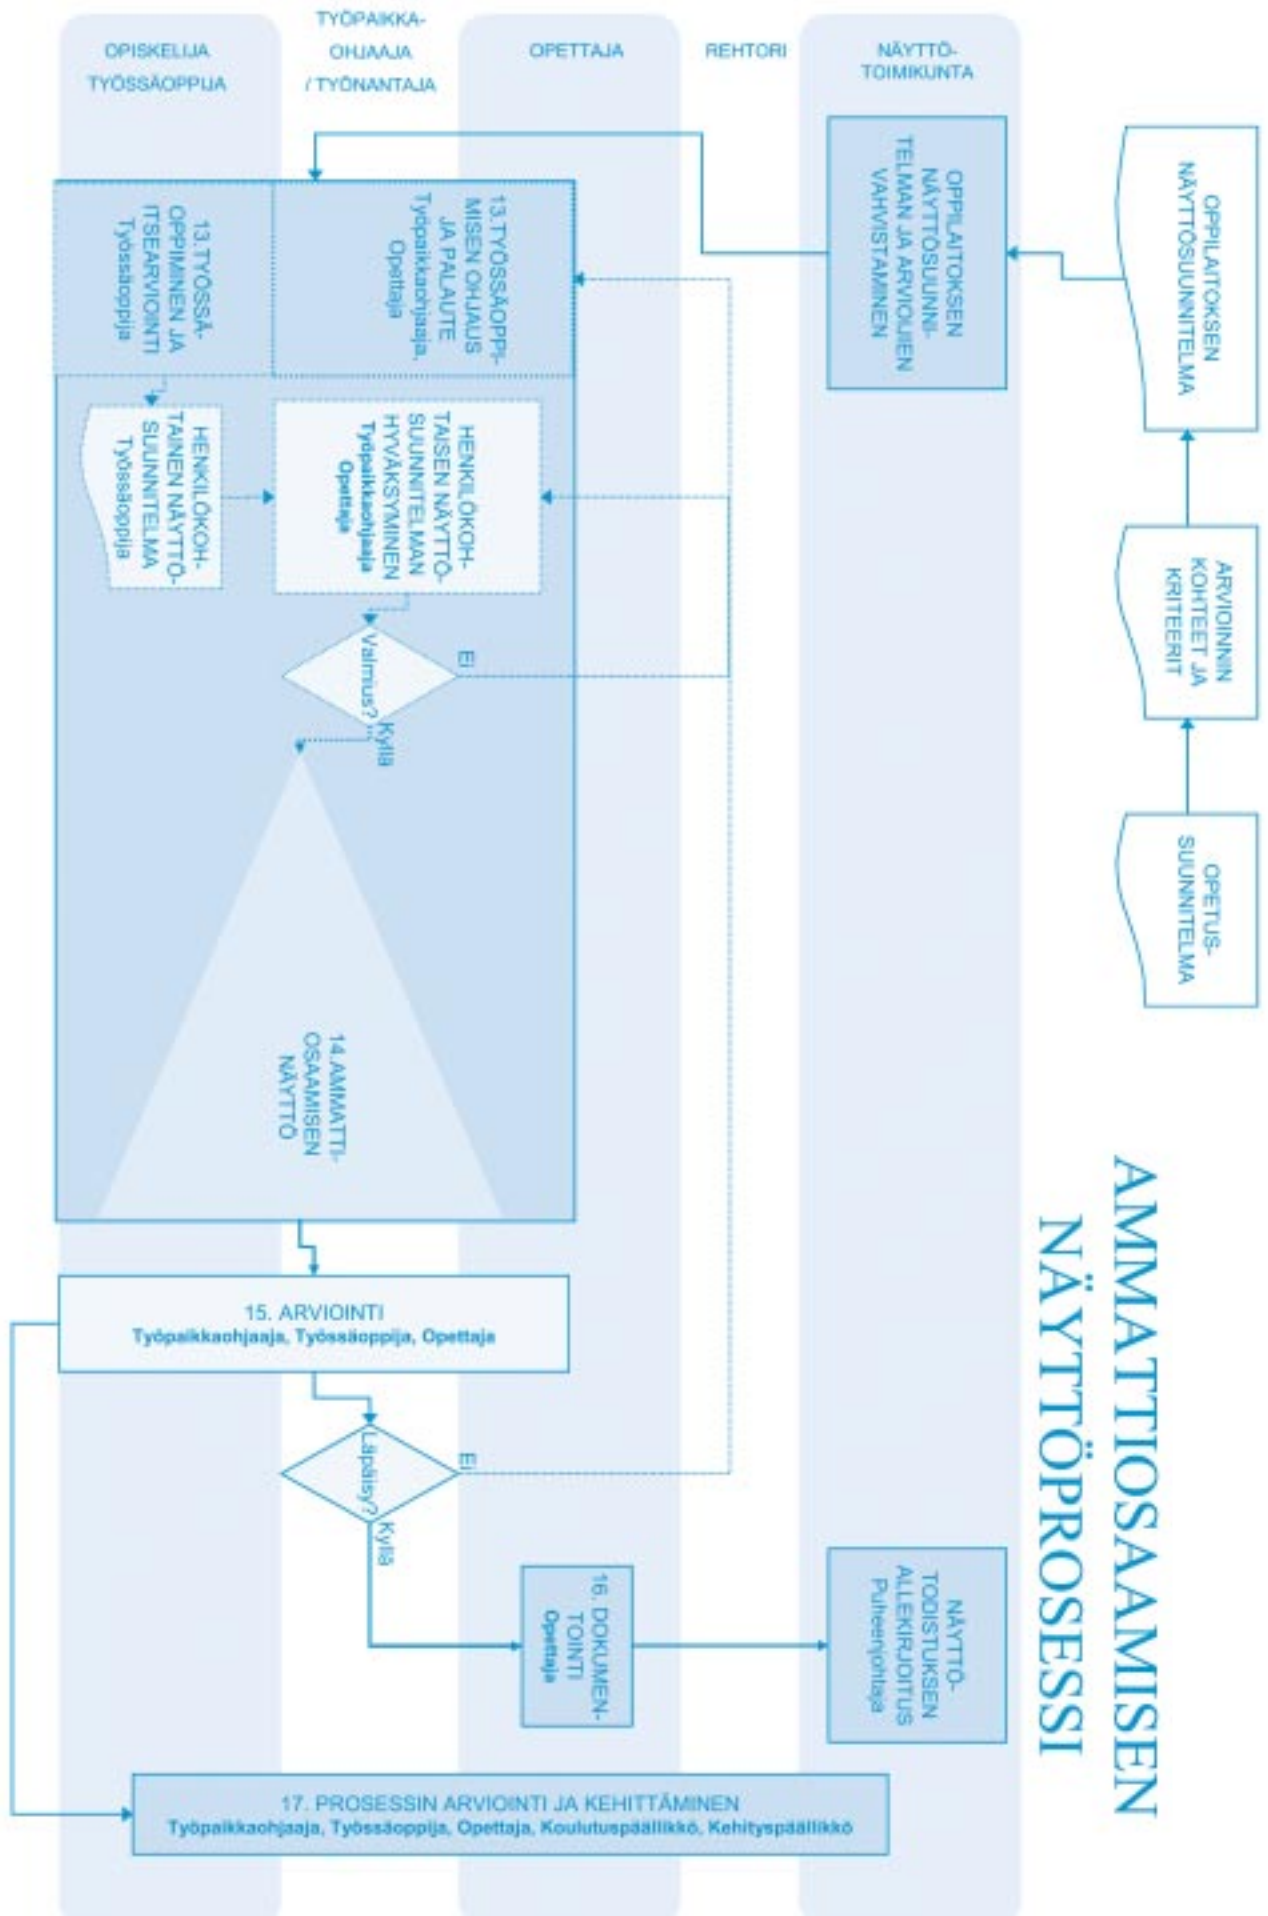 AMMATTIOSAAMISEN
NÄYTTÖPROSESSI
OPISKELIJA
TYÖSSÄOPPIJA
TYÖPAIKKA-
OHJAAJA
/ TYÖNANTAJA
OPETTAJA
REHTORI
NÄYTTÖ-
TOIMIKUNTA
OPPILAITOKSEN
NÄYTTÖSUUNNITELMA
ARVIOINNIN
KOHTEET JA
KRITEERIT
OPETUS-
SUUNNITELMA
OPPILAITOKSEN
NÄYTTÖSUUNNI-
TELMAN JA ARVIOIJIEN
VAHVISTAMINEN
13.TYÖSSÄOPPI-
MISEN OHJAUS
JA PALAUTE
Työpaikkaohjaaja,
Opettaja
13.TYÖSSÄ-
OPPIMINEN JA
ITSEARVIOINTI
Työssäoppija
HENKILÖKOH-
TAISEN NÄYTTÖ-
SUUNNITELMAN
HYVÄKSYMINEN
Työpaikkaohjaaja
Opettaja
HENKILÖKOH-
TAINEN NÄYTTÖ-
SUUNNITELMA
Työssäoppija
Valmius?
Ei
Kyllä
14.AMMATTI-
OSAAMISEN
NÄYTTÖ
15. ARVIOINTI
Työpaikkaohjaaja, Työssäoppija, Opettaja
Läpäisy?
Ei
Kyllä
16. DOKUMEN-
TOINTI
Opettaja
NÄYTTÖ-
TODISTUKSEN
ALLEKIRJOITUS
Puheenjohtaja
17. PROSESSIN ARVIOINTI JA KEHITTÄMINEN
Työpaikkaohjaaja, Työssäoppija, Opettaja, Koulutuspäällikkö, Kehityspäällikkö